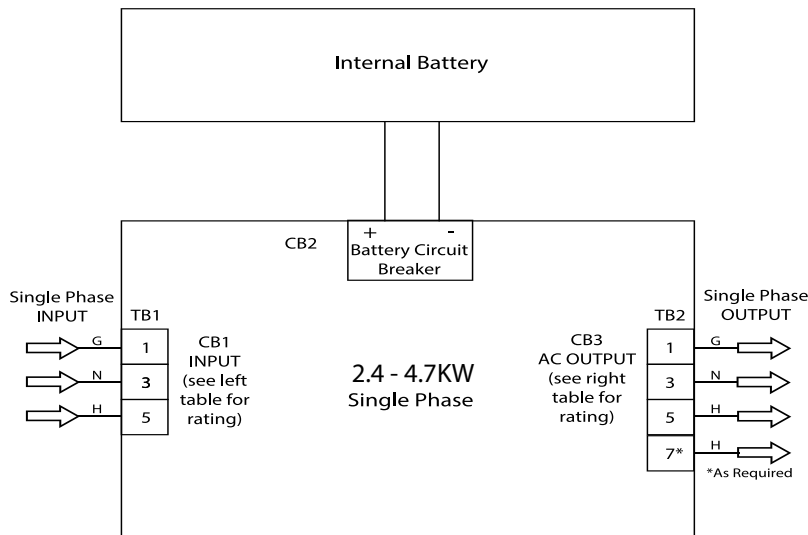 Internal Battery
+ -
CB2
Battery Circuit
Breaker
Single Phase
INPUT
TB1
G
1
N
3
H
5
CB1
INPUT
(see left
table for
rating)
2.4 - 4.7KW
Single Phase
CB3
AC OUTPUT
(see right
table for
rating)
TB2
Single Phase
OUTPUT
1
G
3
N
5
H
7*
H
*As Required